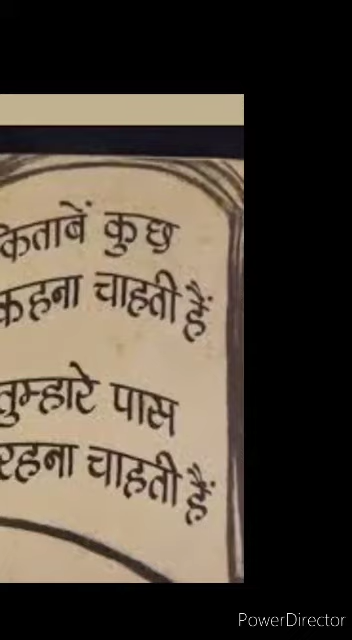 किताबें कुछ
कहना चाहती हैं
तुम्हारे पास
रहना चाहती हैं
PowerDirector